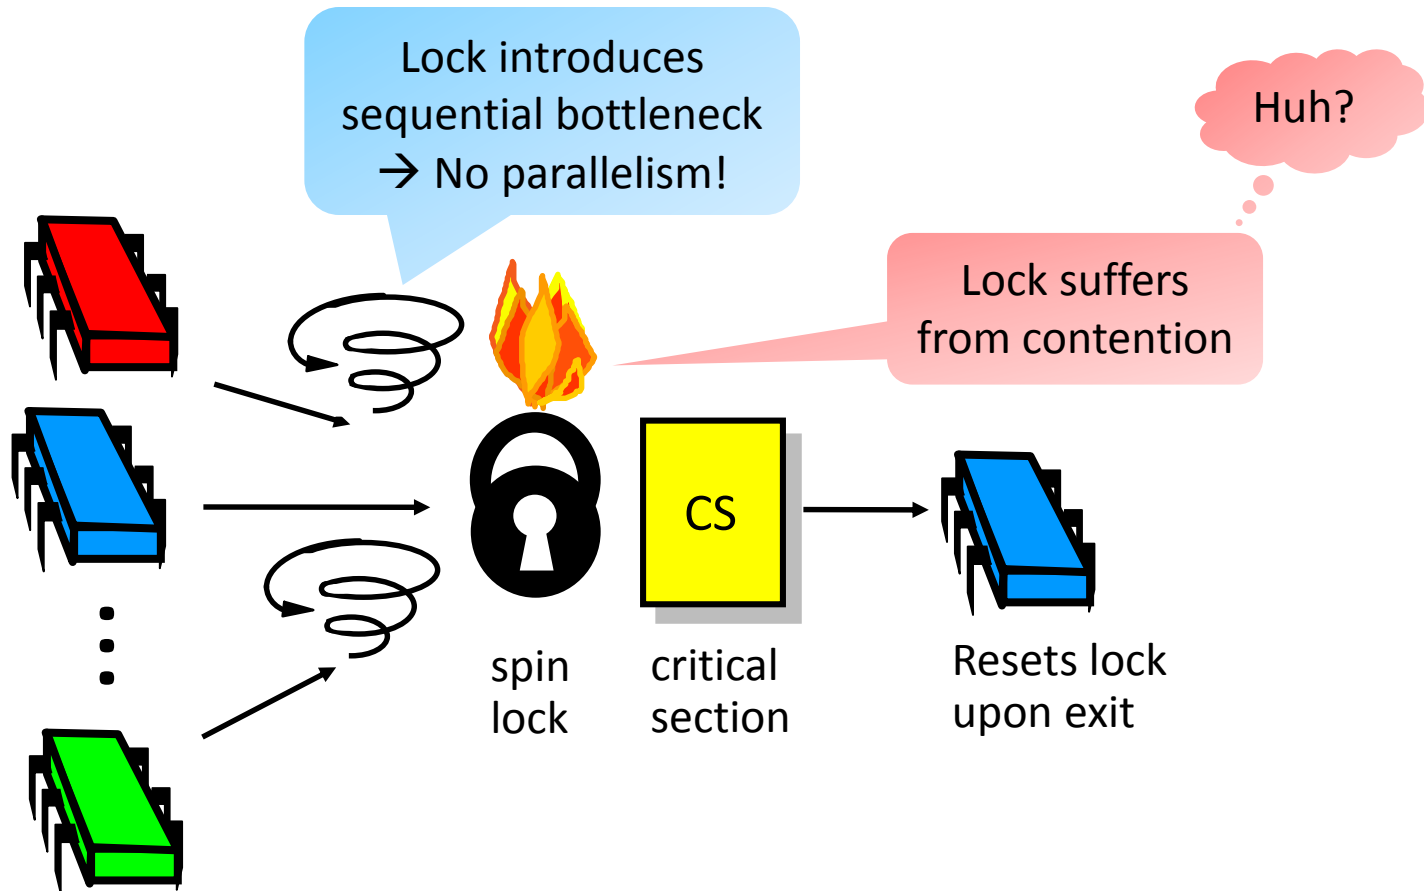 Lock introduces
sequential bottleneck
→ No parallelism!
Huh?
Lock suffers
from contention
CS
spin
lock
critical
section
Resets lock
upon exit